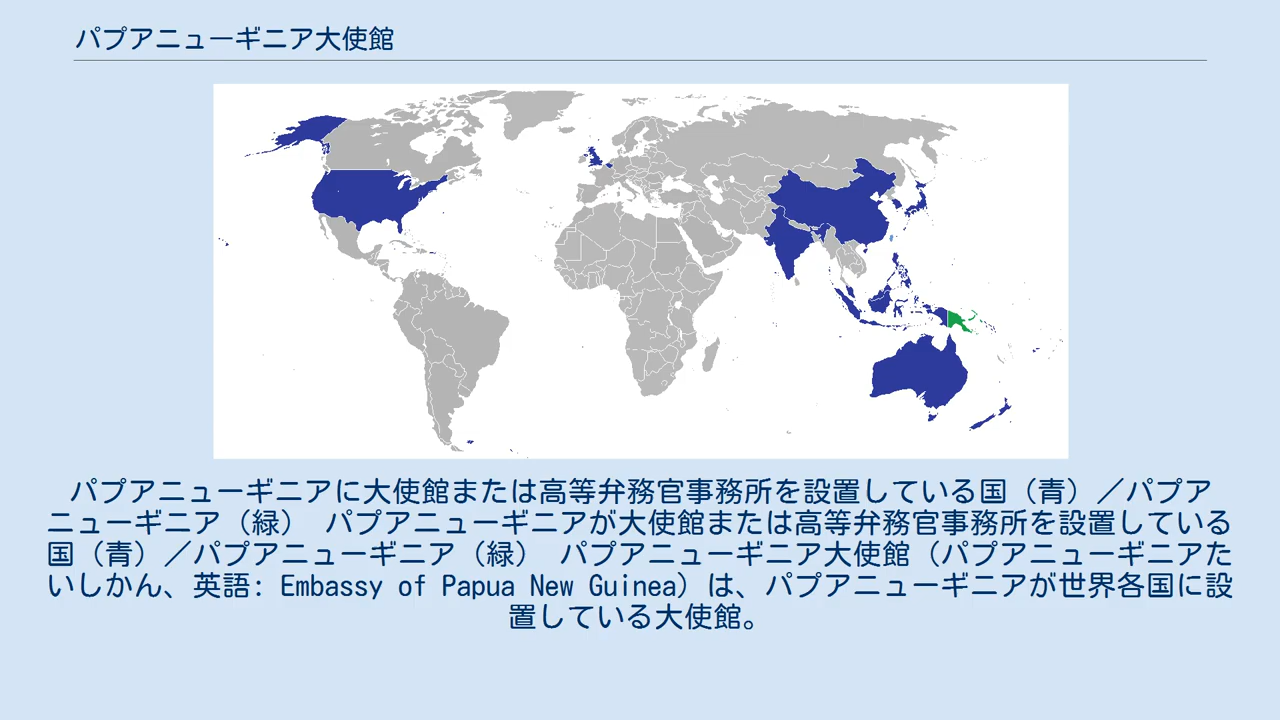 パプアニューギニア大使館
パプアニューギニアに大使館または高等弁務官事務所を設置している国（青）／パプア
ニューギニア（緑） パプアニューギニアが大使館または高等弁務官事務所を設置している
国（青）／パプアニューギニア（緑） パプアニューギニア大使館（パプアニューギニアた
いしかん、英語: Embassy of Papua New Guinea）は、パプアニューギニアが世界各国に設
置している大使館。